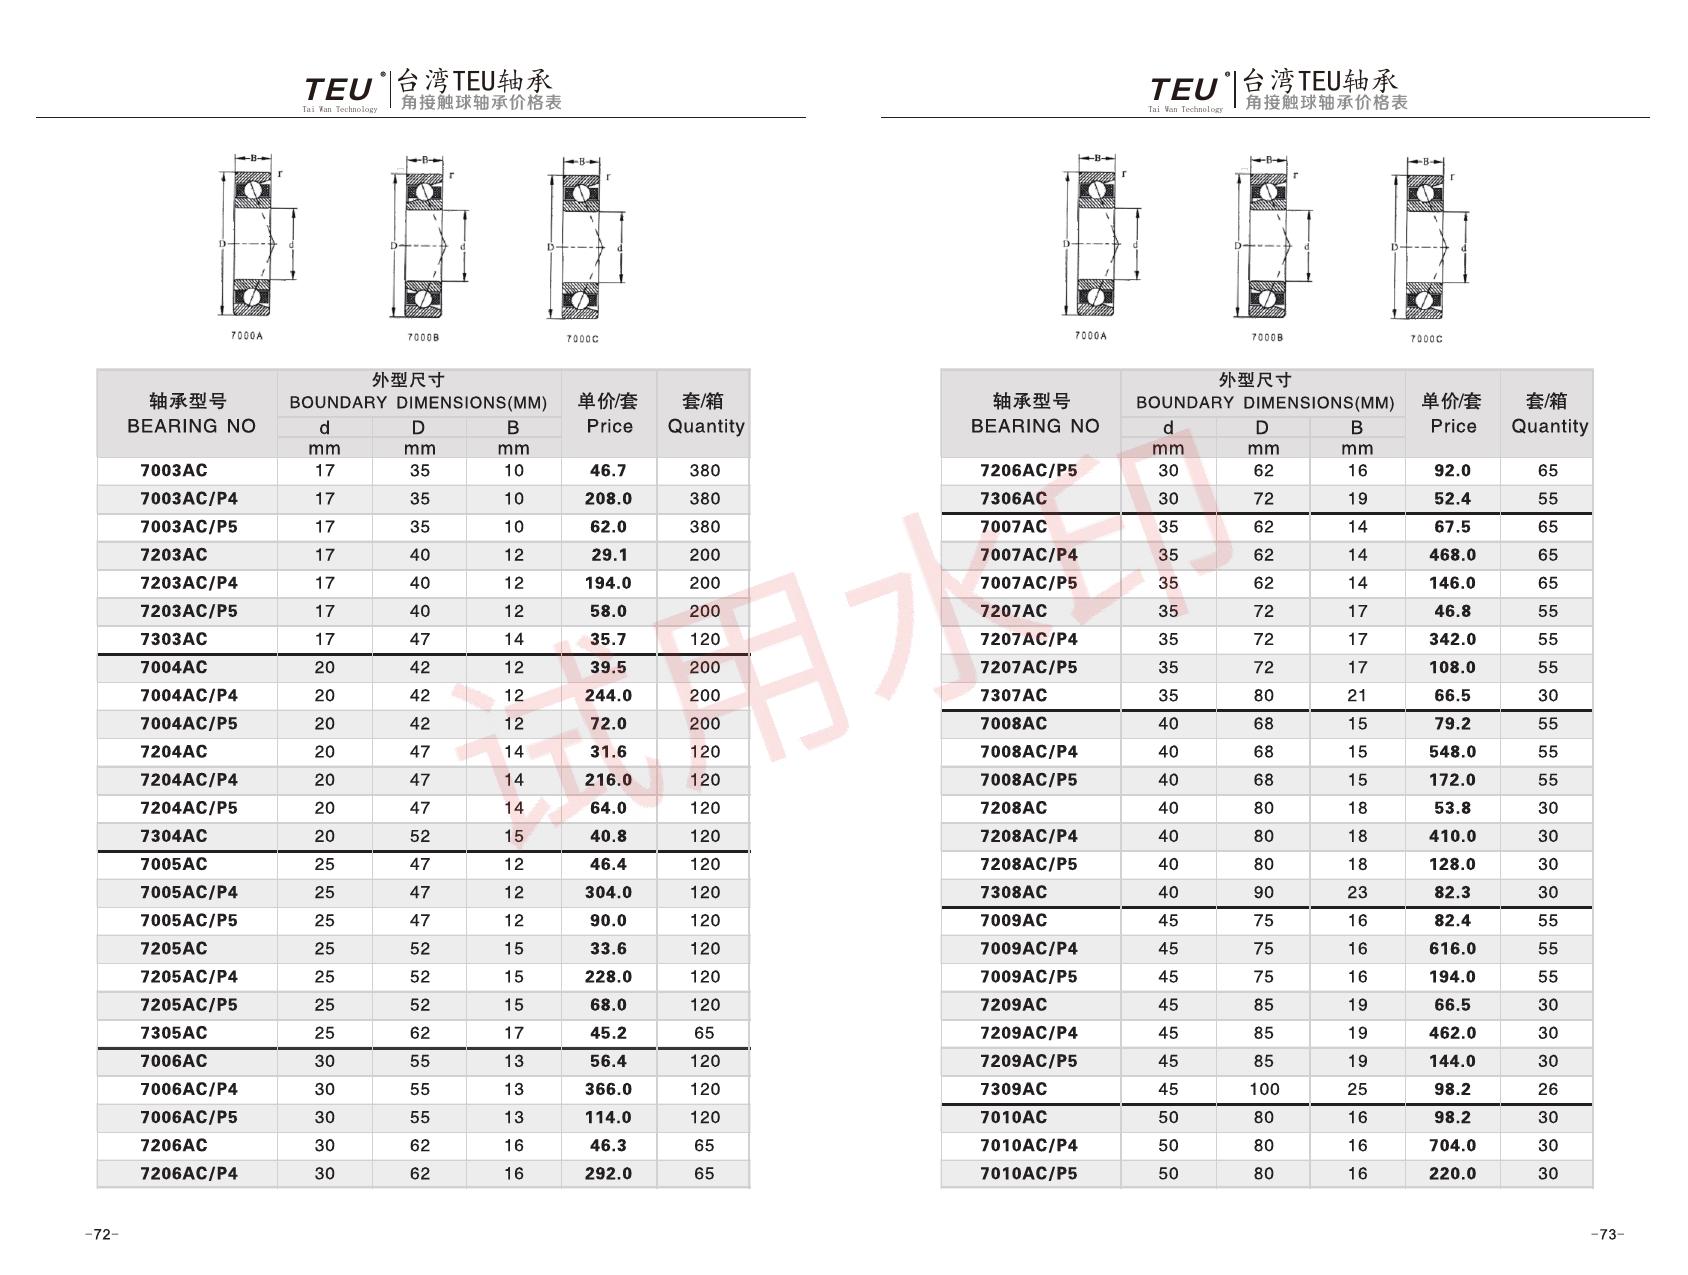 TEU® 台湾TEU轴承
Tai Wan Technology 角接触球轴承价格表
B r B r B r
D d D d D d
7000A 7000B 7000C
轴承型号 外型尺寸 单价/套 套/箱
BEARING NO BOUNDARY DIMENSIONS(MM) Price Quantity
d D B
mm mm mm
7003AC 17 35 10 46.7 380
7003AC/P4 17 35 10 208.0 380
7003AC/P5 17 35 10 62.0 380
7203AC 17 40 12 29.1 200
7203AC/P4 17 40 12 194.0 200
7203AC/P5 17 40 12 58.0 200
7303AC 17 47 14 35.7 120
7004AC 20 42 12 39.5 200
7004AC/P4 20 42 12 244.0 200
7004AC/P5 20 42 12 72.0 200
7204AC 20 47 14 31.6 120
7204AC/P4 20 47 14 216.0 120
7204AC/P5 20 47 14 64.0 120
7304AC 20 52 15 40.8 120
7005AC 25 47 12 46.4 120
7005AC/P4 25 47 12 304.0 120
7005AC/P5 25 47 12 90.0 120
7205AC 25 52 15 33.6 120
7205AC/P4 25 52 15 228.0 120
7205AC/P5 25 52 15 68.0 120
7305AC 25 62 17 45.2 65
7006AC 30 55 13 56.4 120
7006AC/P4 30 55 13 366.0 120
7006AC/P5 30 55 13 114.0 120
7206AC 30 62 16 46.3 65
7206AC/P4 30 62 16 292.0 65
-72-
TEU® 台湾TEU轴承
Tai Wan Technology 角接触球轴承价格表
B r B r B r
D d D d D d
7000A 7000B 7000C
轴承型号 外型尺寸 单价/套 套/箱
BEARING NO BOUNDARY DIMENSIONS(MM) Price Quantity
d D B
mm mm mm
7206AC/P5 30 62 16 92.0 65
7306AC 30 72 19 52.4 55
7007AC 35 62 14 67.5 65
7007AC/P4 35 62 14 468.0 65
7007AC/P5 35 62 14 146.0 65
7207AC 35 72 17 46.8 55
7207AC/P4 35 72 17 342.0 55
7207AC/P5 35 72 17 108.0 55
7307AC 35 80 21 66.5 30
7008AC 40 68 15 79.2 55
7008AC/P4 40 68 15 548.0 55
7008AC/P5 40 68 15 172.0 55
7208AC 40 80 18 53.8 30
7208AC/P4 40 80 18 410.0 30
7208AC/P5 40 80 18 128.0 30
7308AC 40 90 23 82.3 30
7009AC 45 75 16 82.4 55
7009AC/P4 45 75 16 616.0 55
7009AC/P5 45 75 16 194.0 55
7209AC 45 85 19 66.5 30
7209AC/P4 45 85 19 462.0 30
7209AC/P5 45 85 19 144.0 30
7309AC 45 100 25 98.2 26
7010AC 50 80 16 98.2 30
7010AC/P4 50 80 16 704.0 30
7010AC/P5 50 80 16 220.0 30
-73-
试用水印